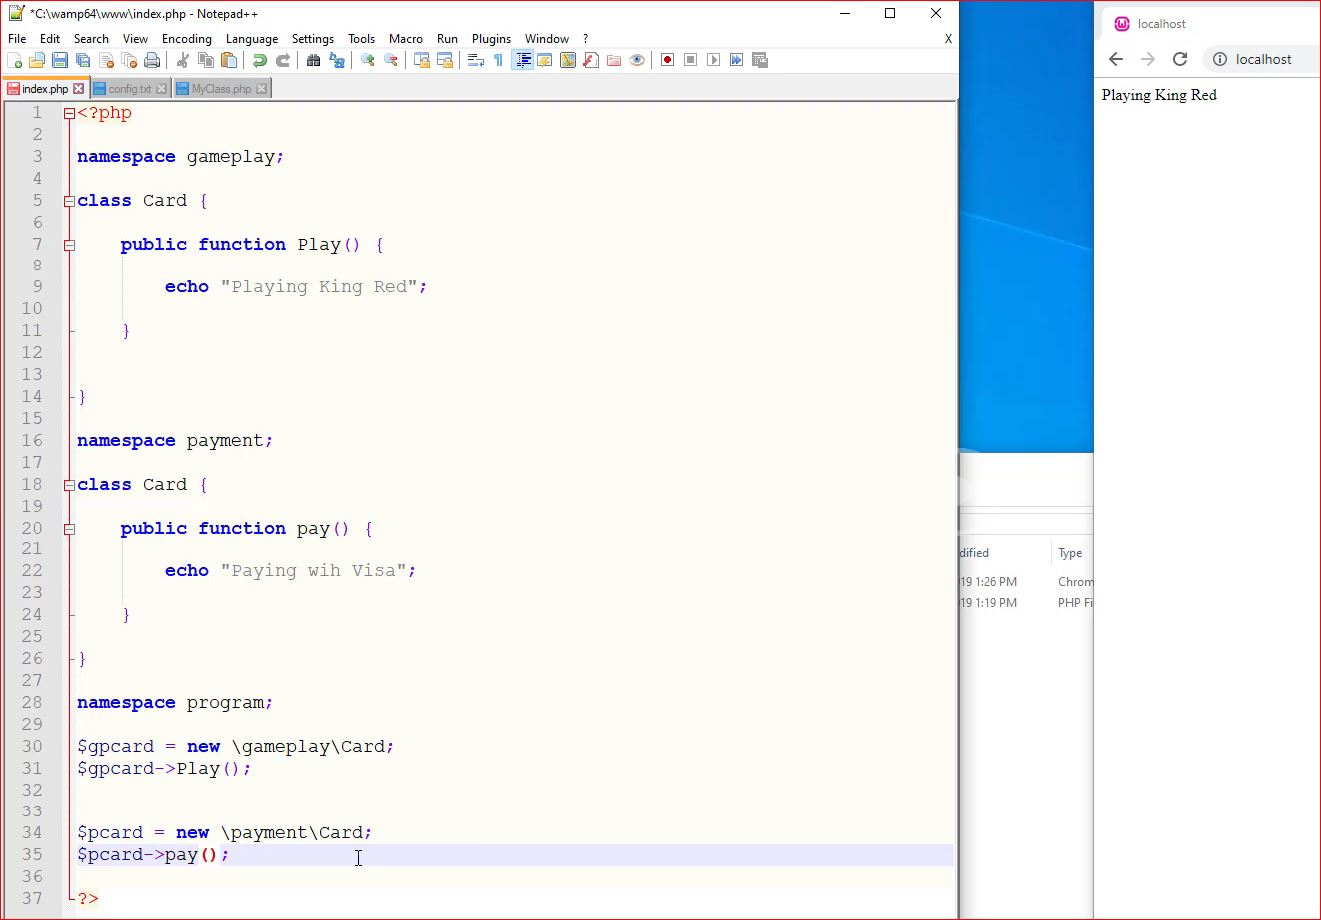 *C:\wamp64\www\index.php - Notepad++
File Edit Search View Encoding Language Settings Tools Macro Run Plugins Window ? X
index.php config.txt MyClass.php
1 <?php
2
3 namespace gameplay;
4
5 class Card {
6
7 public function Play() {
8
9 echo "Playing King Red";
10
11 }
12
13
14 }
15
16 namespace payment;
17
18 class Card {
19
20 public function pay() {
21
22 echo "Paying wih Visa";
23
24 }
25
26 }
27
28 namespace program;
29
30 $gpcard = new \gameplay\Card;
31 $gpcard->Play();
32
33
34 $pcard = new \payment\Card;
35 $pcard->pay();
36
37 ?>
localhost
localhost
Playing King Red
dified Type
19 1:26 PM Chrom
19 1:19 PM PHP Fi